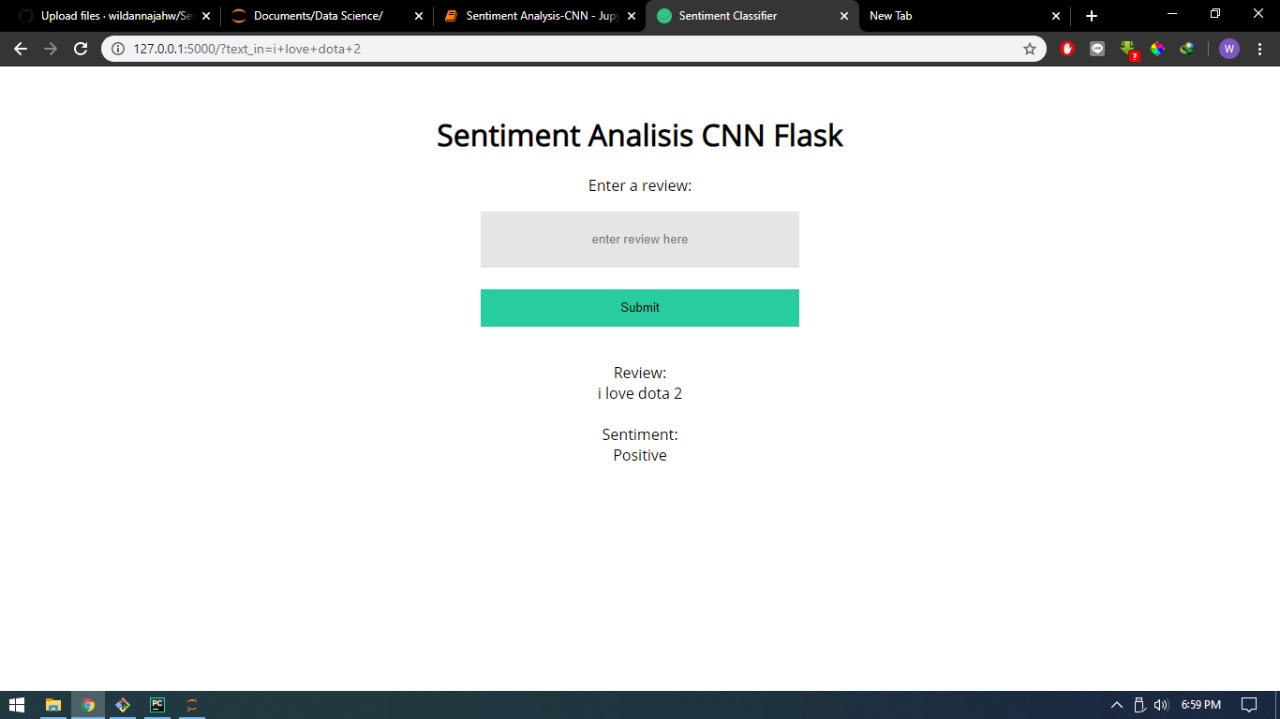 Upload files · wildannajahw/Se
Documents/Data Science/
Sentiment Analysis-CNN - Jup
Sentiment Classifier
New Tab
127.0.0.1:5000/?text_in=i+love+dota+2
W
Sentiment Analisis CNN Flask
Enter a review:
enter review here
Submit
Review:
i love dota 2
Sentiment:
Positive
PC
6:59 PM